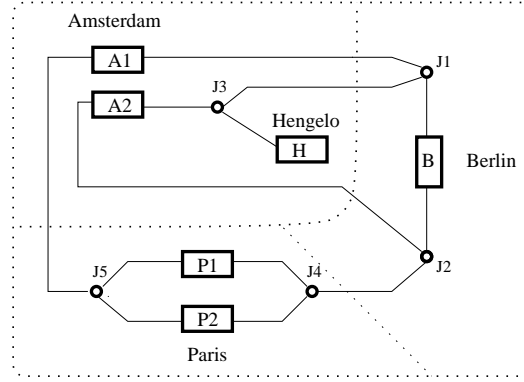 Amsterdam
A1
J1
A2
J3
Hengelo
H
B
Berlin
J5
P1
J4
J2
P2
Paris